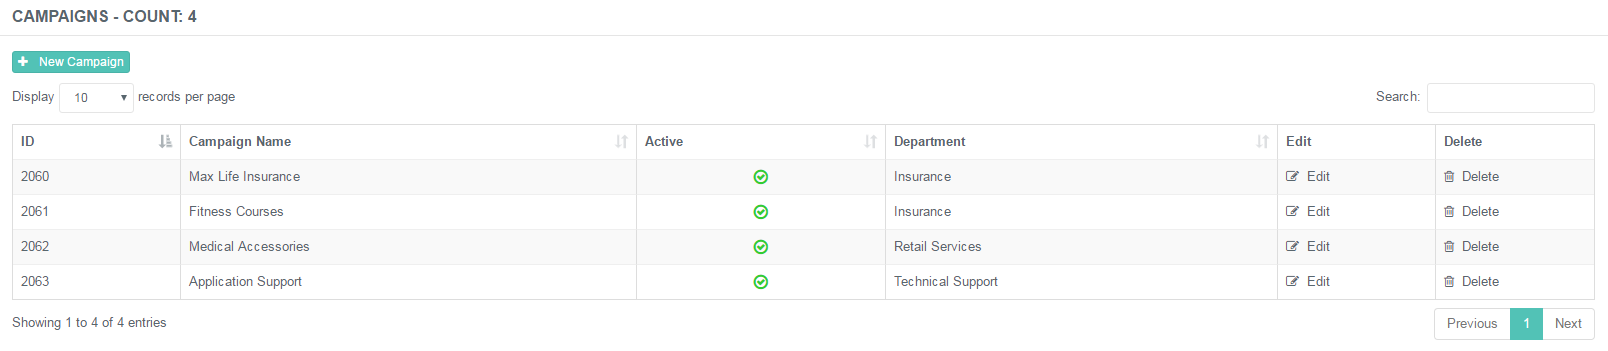 CAMPAIGNS - COUNT: 4
New Campaign
Display 10 records per page Search:
ID Campaign Name Active Department Edit Delete
2060 Max Life Insurance Insurance Edit Delete
2061 Fitness Courses Insurance Edit Delete
2062 Medical Accessories Retail Services Edit Delete
2063 Application Support Technical Support Edit Delete
Showing 1 to 4 of 4 entries Previous 1 Next